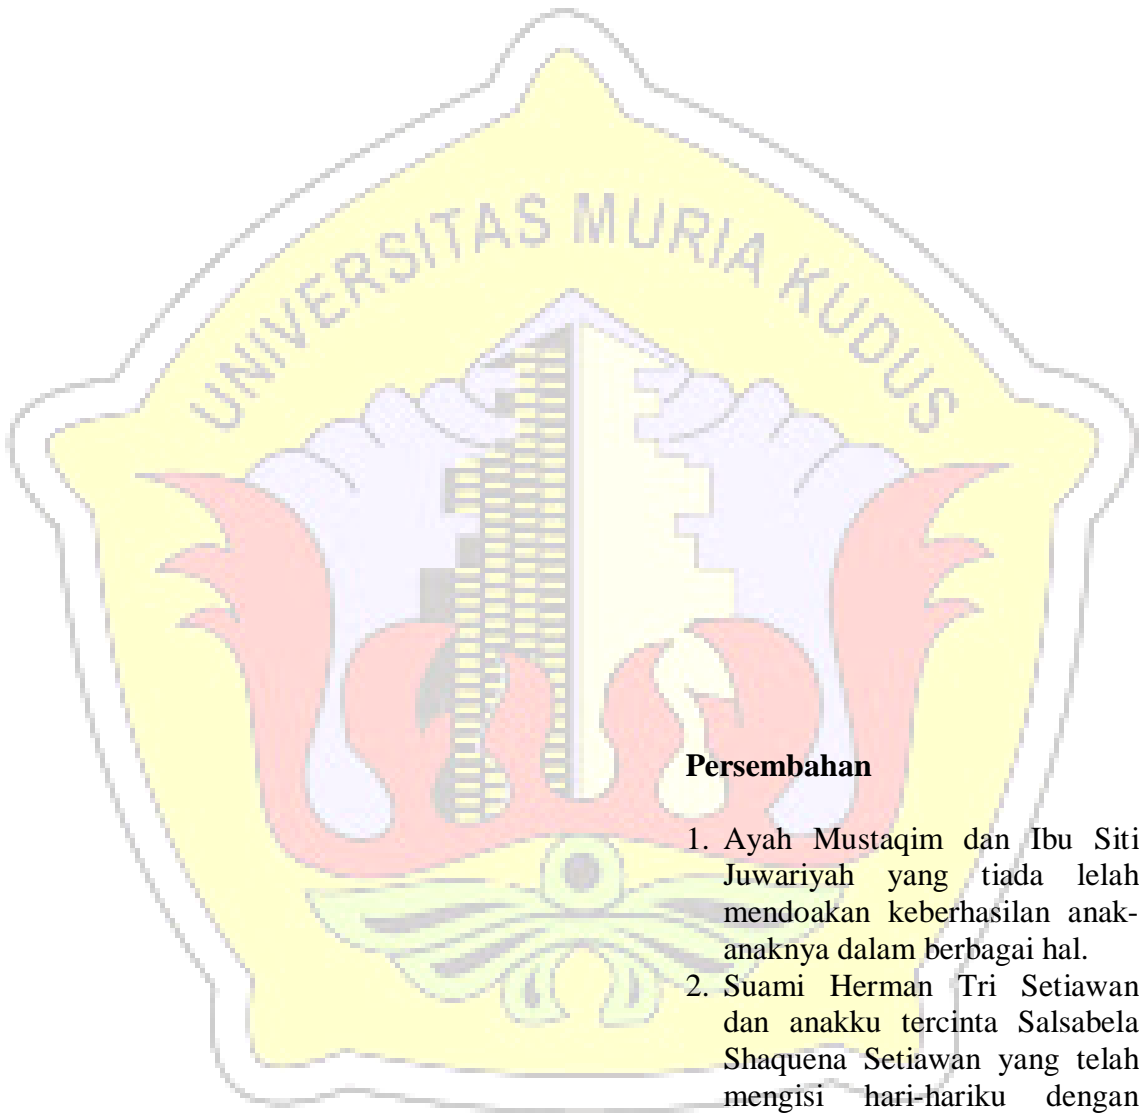 UNIVERSITAS MURIA KUDUS
Persembahan
1. Ayah Mustaqim dan Ibu Siti
Juwariyah yang tiada lelah
mendoakan keberhasilan anak-
anaknya dalam berbagai hal.
2. Suami Herman Tri Setiawan
dan anakku tercinta Salsabela
Shaquena Setiawan yang telah
mengisi hari-hariku dengan